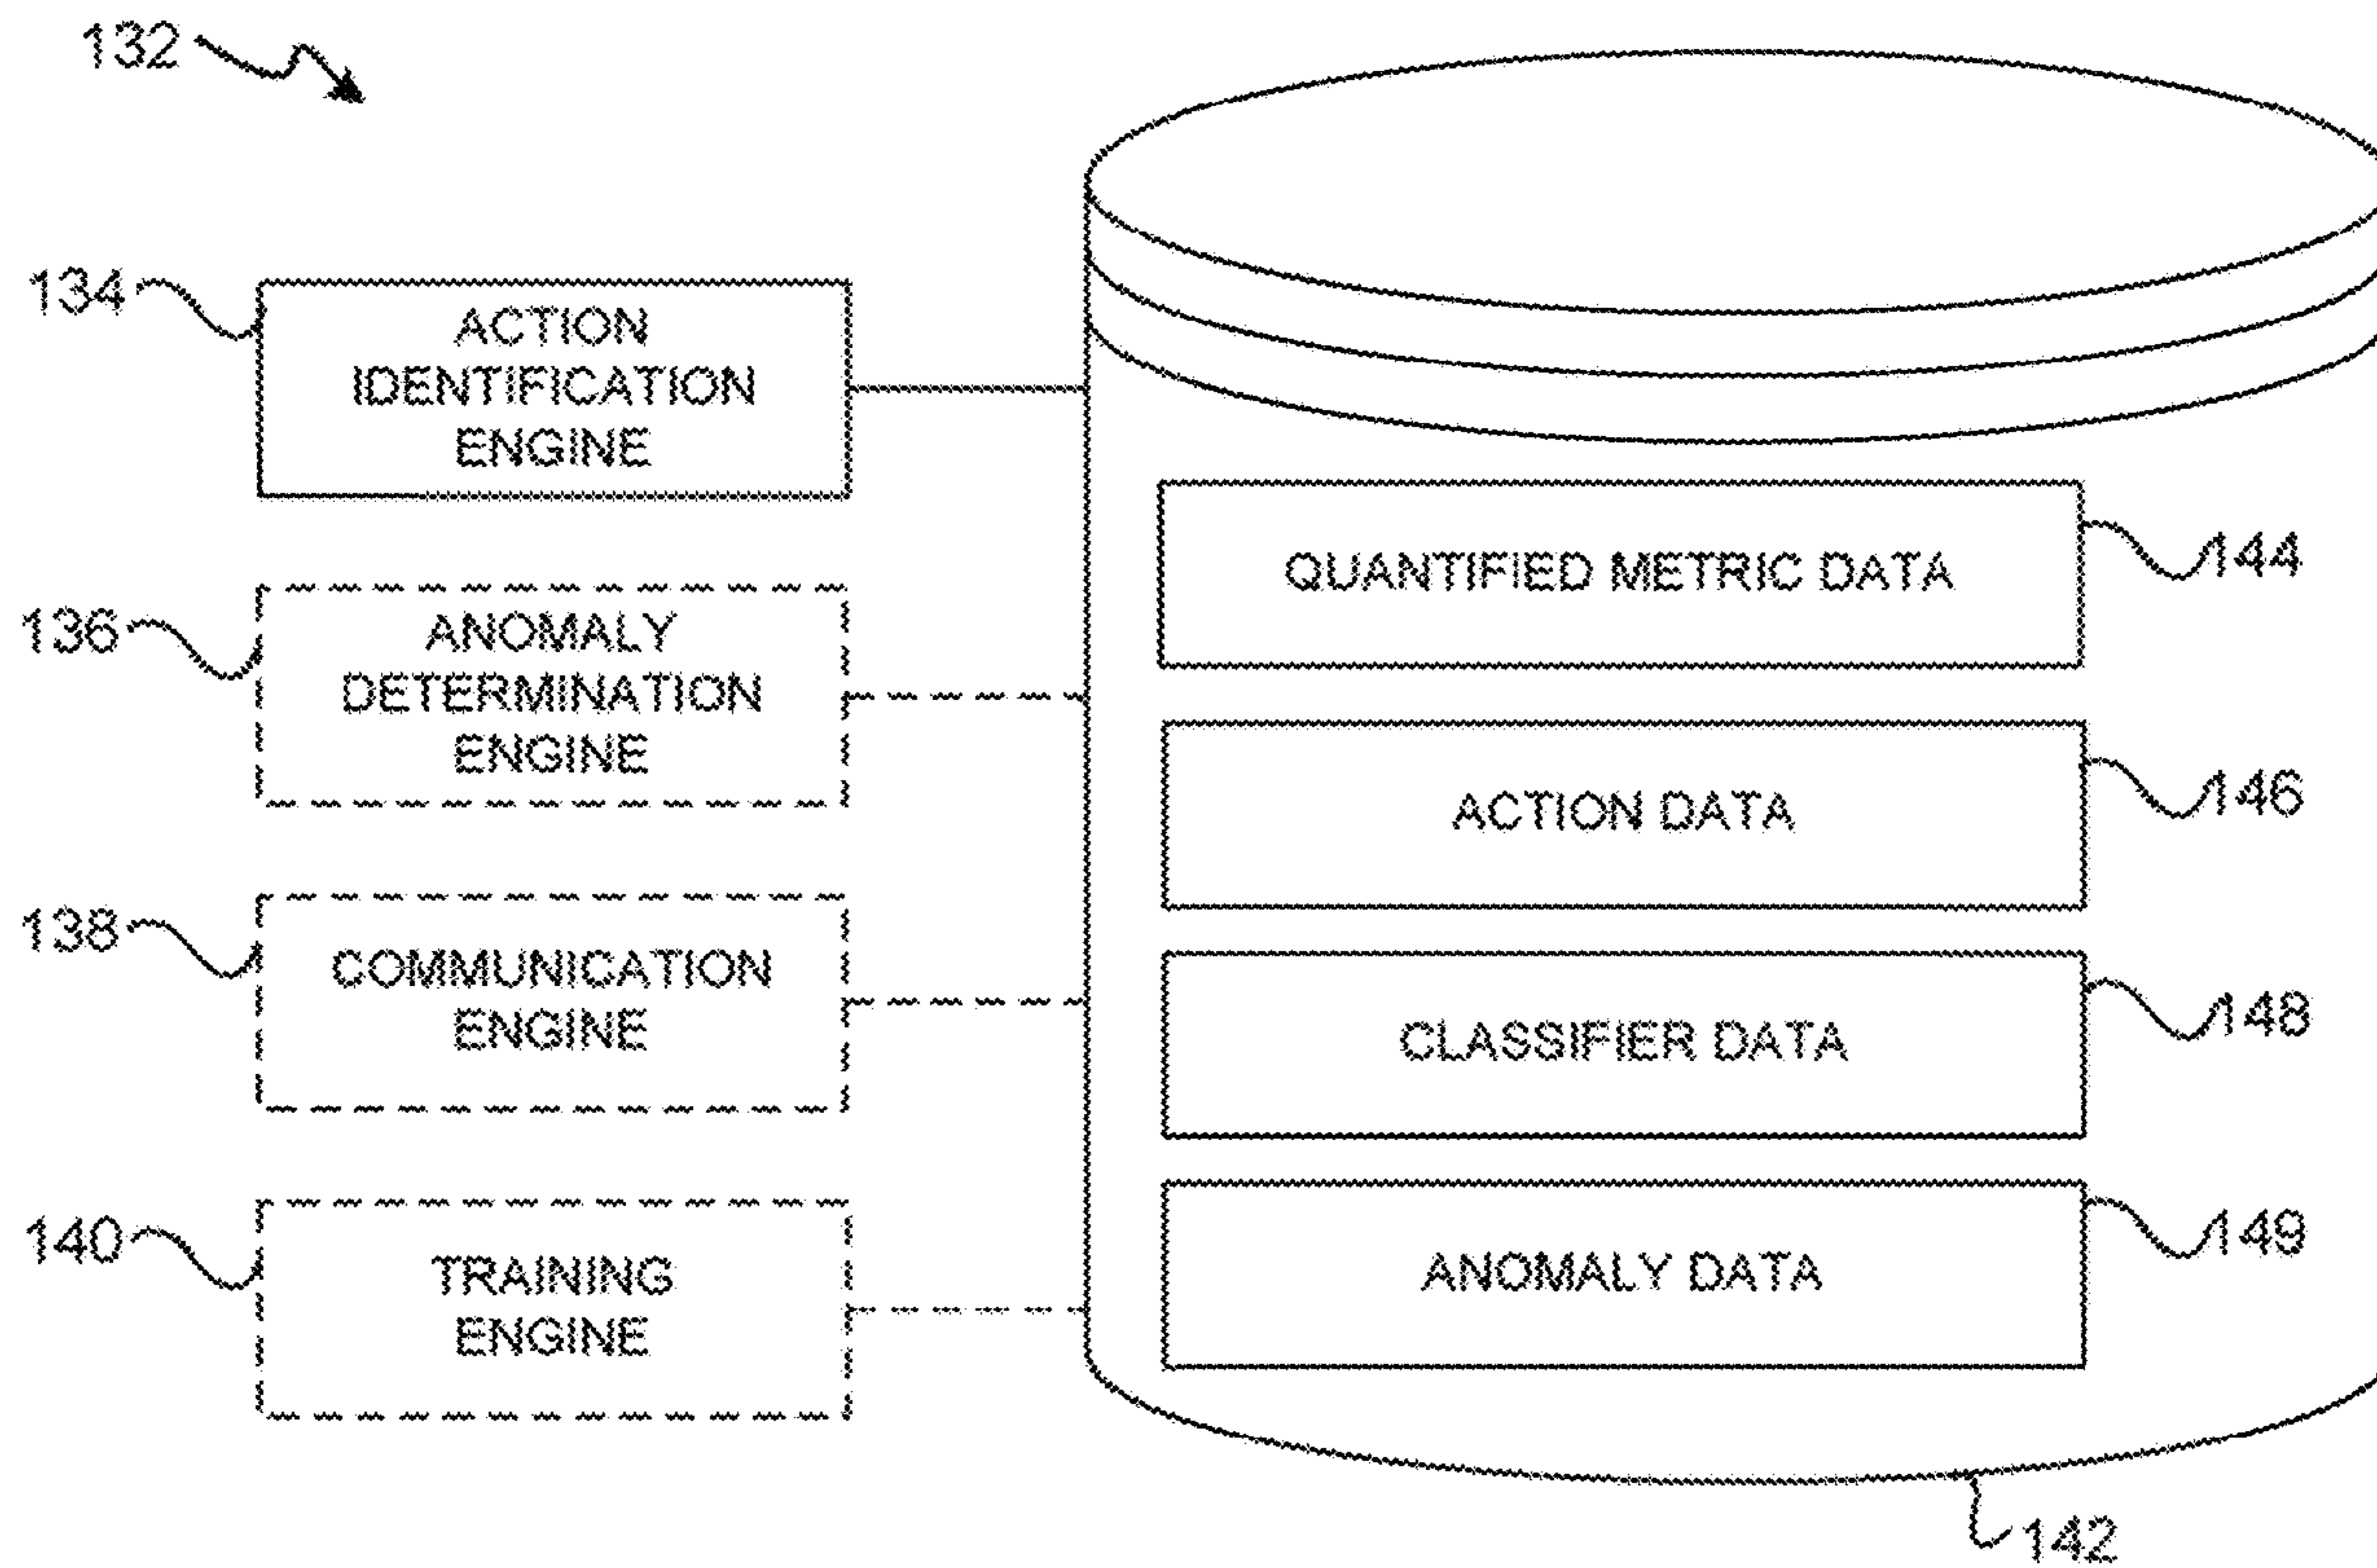 132
134
ACTION
IDENTIFICATION
ENGINE
136
ANOMALY
DETERMINATION
ENGINE
138
COMMUNICATION
ENGINE
140
TRAINING
ENGINE
QUANTIFIED METRIC DATA
144
ACTION DATA
146
CLASSIFIER DATA
148
ANOMALY DATA
149
142